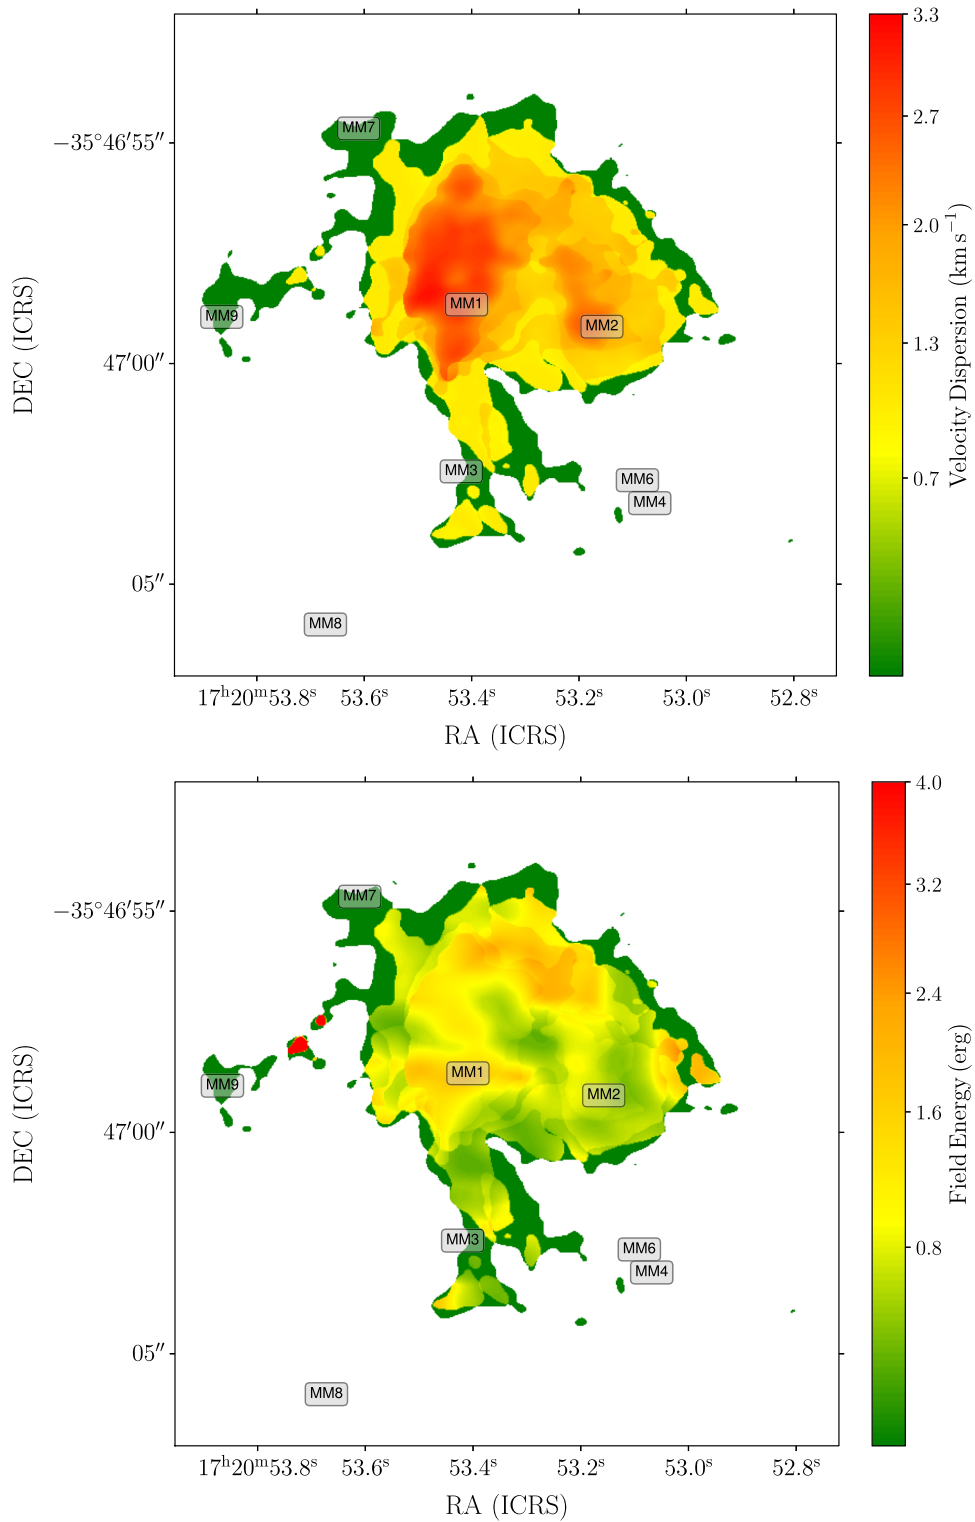 3.3
MM7
−35°46′55″
2.7
2.0
MM9
MM1
MM2
1.3
4700″
MM3
MM6
MM4
0.7
05″
MM8
17ʰ20ᵐ53.8ˢ 53.6ˢ 53.4ˢ 53.2ˢ 53.0ˢ 52.8ˢ
RA (ICRS)
DEC (ICRS)
Velocity Dispersion (km s⁻¹)
4.0
MM7
−35°46′55″
3.2
2.4
MM9
MM1
MM2
1.6
47′00″
MM3
MM6
MM4
0.8
05″
MM8
17ʰ20ᵐ53.8ˢ 53.6ˢ 53.4ˢ 53.2ˢ 53.0ˢ 52.8ˢ
RA (ICRS)
DEC (ICRS)
Field Energy (erg)